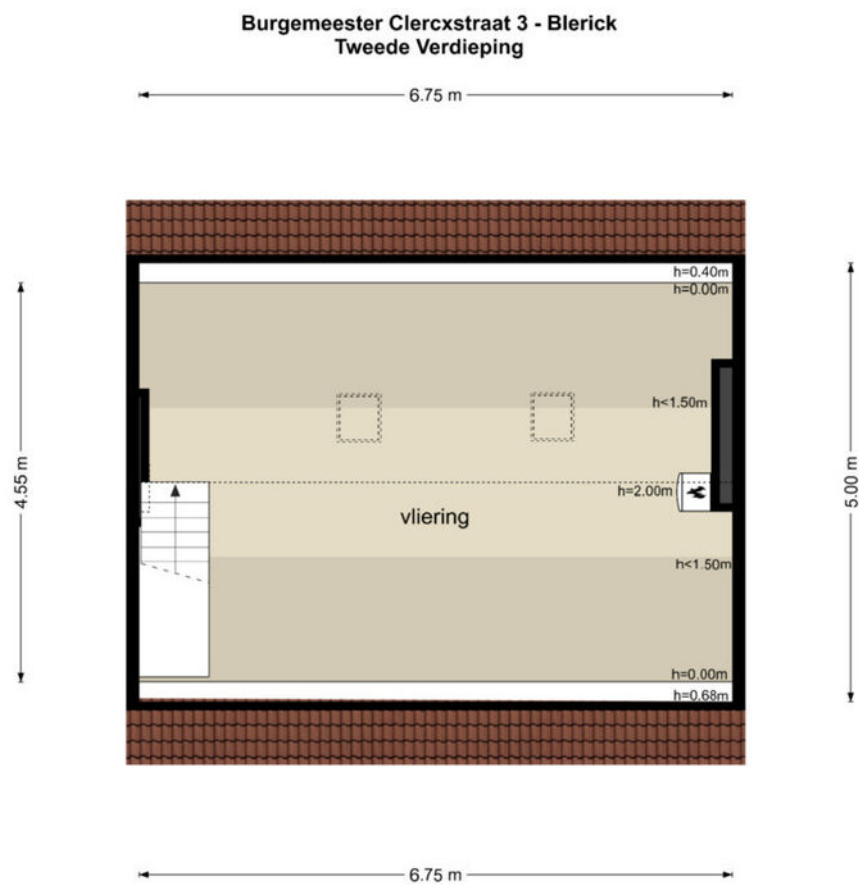 Burgemeester Clercxstraat 3 - Blerick
Tweede Verdieping
6.75 m
h=0.40m
h=0.00m
h<1.50m
4.55 m
h=2.00m
5.00 m
vliering
h<1.50m
h=0.00m
h=0.68m
6.75 m